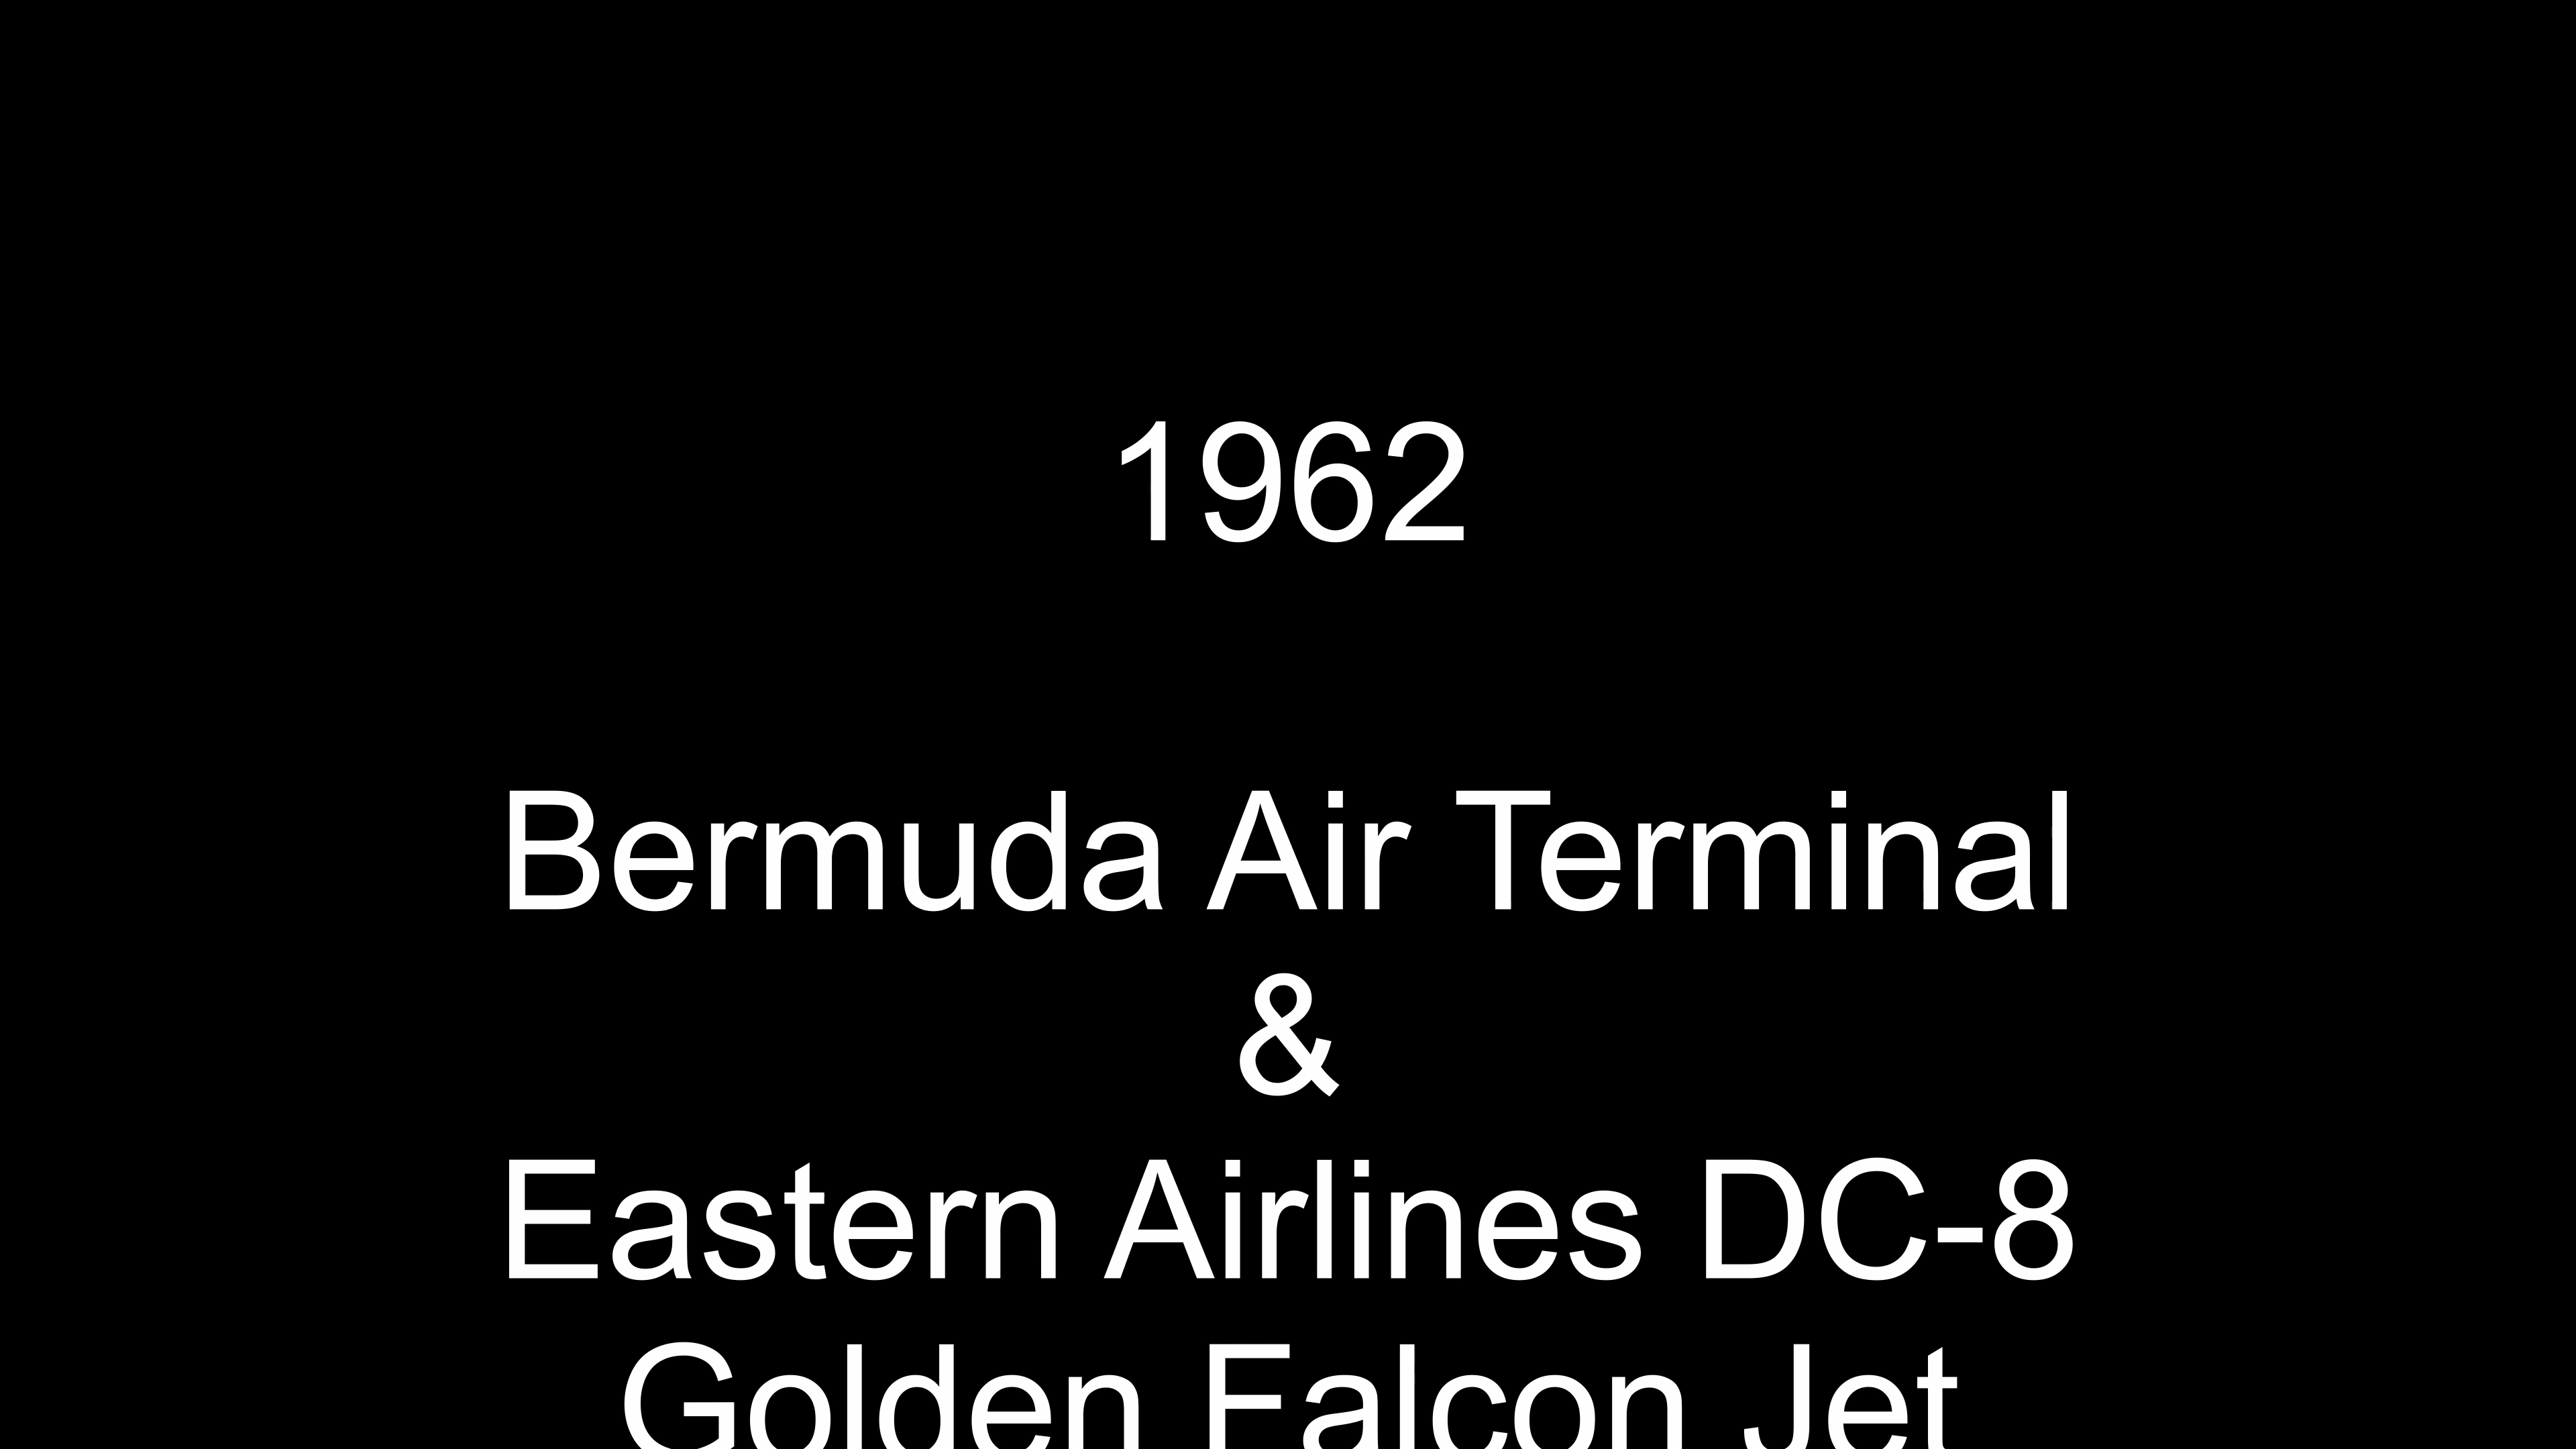 1962
Bermuda Air Terminal
&
Eastern Airlines DC-8
Golden Falcon Jet